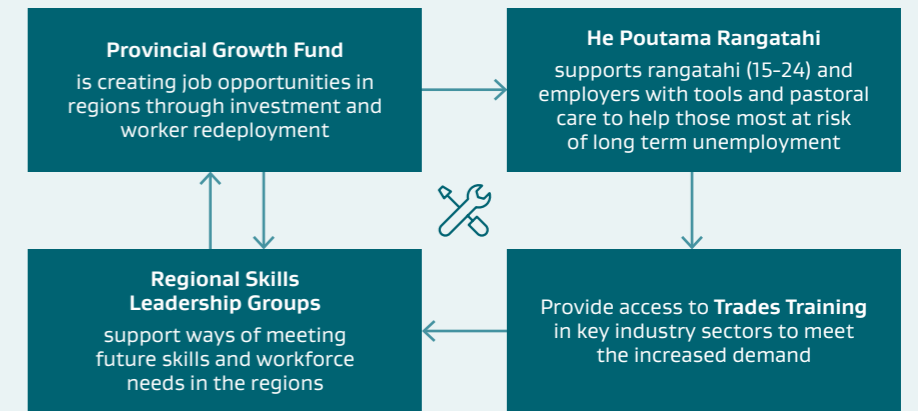 Provincial Growth Fund
is creating job opportunities in
regions through investment and
worker redeployment
He Poutama Rangatahi
supports rangatahi (15-24) and
employers with tools and pastoral
care to help those most at risk
of long term unemployment
Regional Skills
Leadership Groups
support ways of meeting
future skills and workforce
needs in the regions
Provide access to Trades Training
in key industry sectors to meet
the increased demand